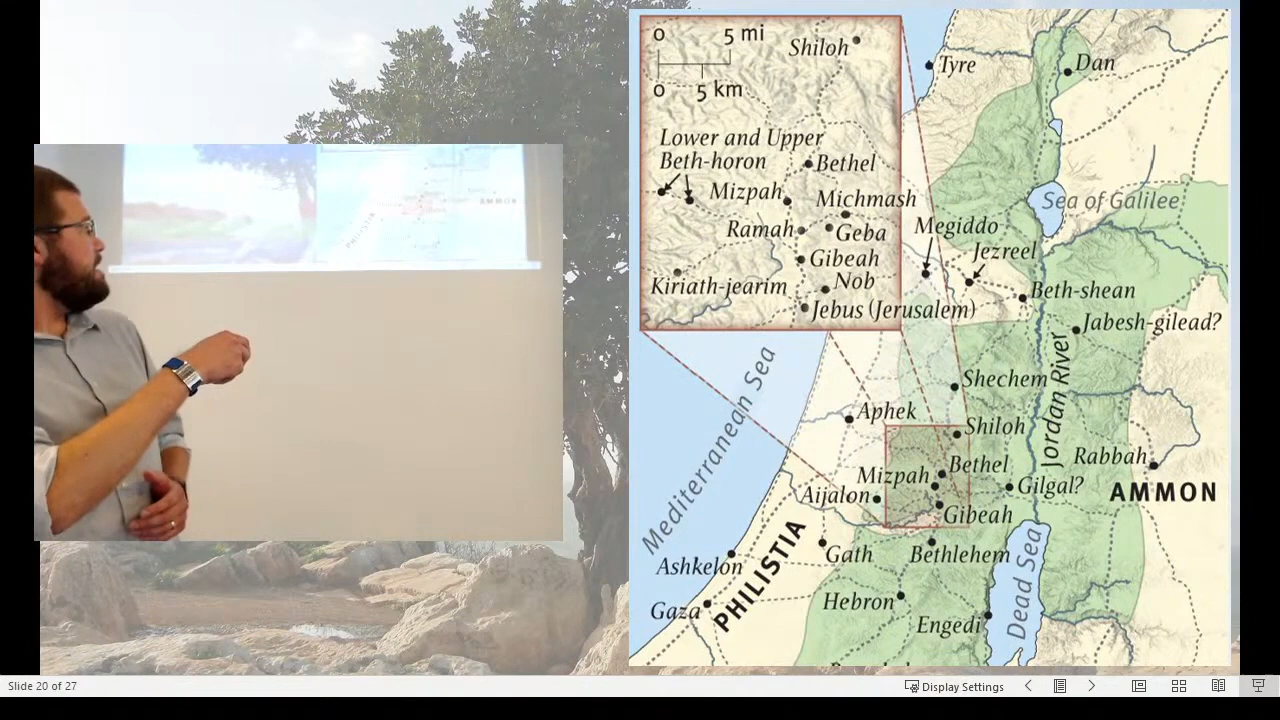 0 5 mi
0 5 km
Shiloh
Lower and Upper
Beth-horon
Bethel
Mizpah
Michmash
Ramah
Geba
Gibeah
Kiriath-jearim
Nob
Jebus (Jerusalem)
Tyre
Dan
Sea of Galilee
Megiddo
Jezreel
Beth-shean
Jabesh-gilead?
Mediterranean Sea
Jordan River
Shechem
Aphek
Shiloh
Bethel
Mizpah
Rabbah
Aijalon
Gilgal?
AMMON
Gibeah
PHILISTIA
Gath
Bethlehem
Ashkelon
Dead Sea
Gaza
Hebron
Engedi
PHILISTIA
AMMON
Slide 20 of 27
Display Settings